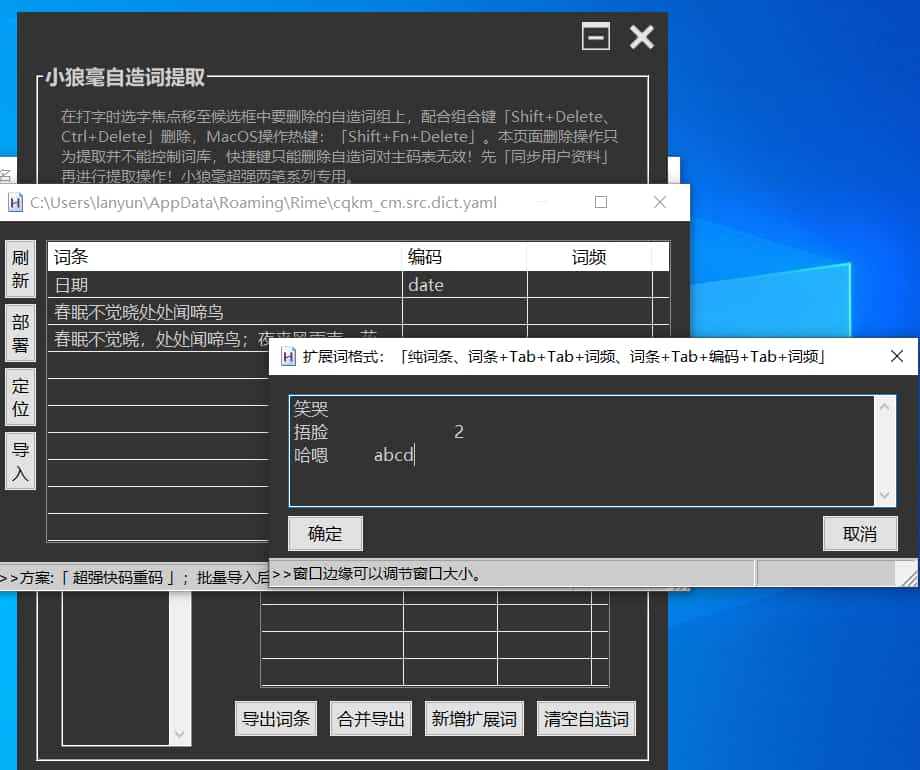 小狼毫自造词提取
在打字时选字焦点移至候选框中要删除的自造词组上，配合组合键「Shift+Delete、
Ctrl+Delete」删除，MacOS操作热键：「Shift+Fn+Delete」。本页面删除操作只
为提取并不能控制词库，快捷键只能删除自造词对主码表无效！先「同步用户资料」
再进行提取操作！小狼毫超强两笔系列专用。
名
C:\Users\lanyun\AppData\Roaming\Rime\cqkm_cm.src.dict.yaml
刷新
部署
定位
导入
词条 编码 词频
日期 date
春眠不觉晓处处闻啼鸟
春眠不觉晓，处处闻啼鸟；夜来风雨声，花
扩展词格式：「纯词条、词条+Tab+Tab+词频、词条+Tab+编码+Tab+词频」
笑哭
捂脸 2
哈嗯 abcd
确定 取消
>>窗口边缘可以调节窗口大小。
>>方案:「 超强快码重码 」；批量导入后
导出词条 合并导出 新增扩展词 清空自造词